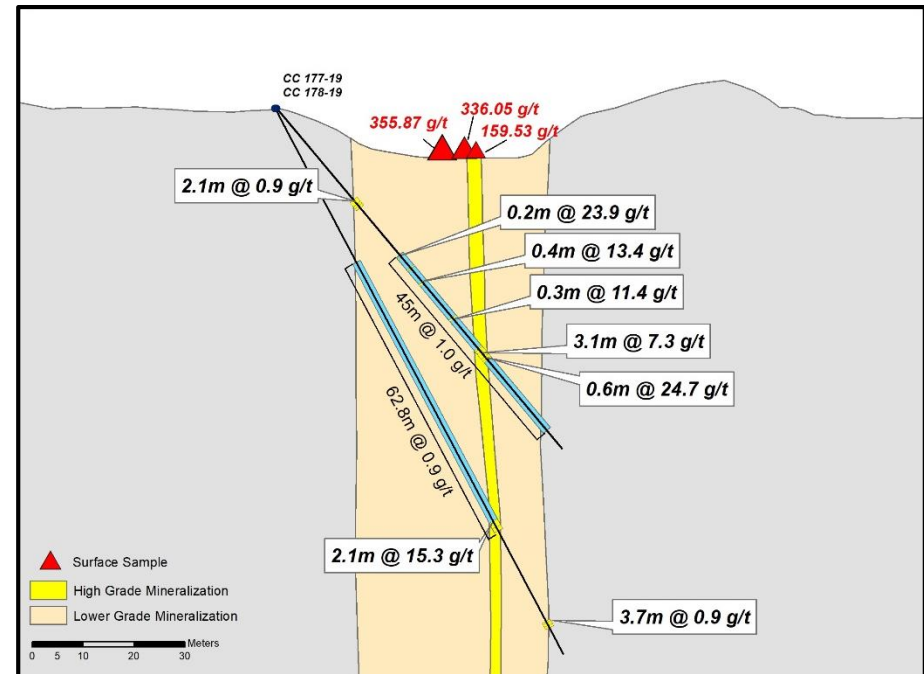 CC 177-19
CC 178-19
336.05 g/t
355.87 g/t
159.53 g/t
2.1m @ 0.9 g/t
0.2m @ 23.9 g/t
0.4m @ 13.4 g/t
0.3m @ 11.4 g/t
3.1m @ 7.3 g/t
0.6m @ 24.7 g/t
45m @ 1.0 g/t
62.8m @ 0.9 g/t
2.1m @ 15.3 g/t
3.7m @ 0.9 g/t
Surface Sample
High Grade Mineralization
Lower Grade Mineralization
Meters
0 5 10 20 30